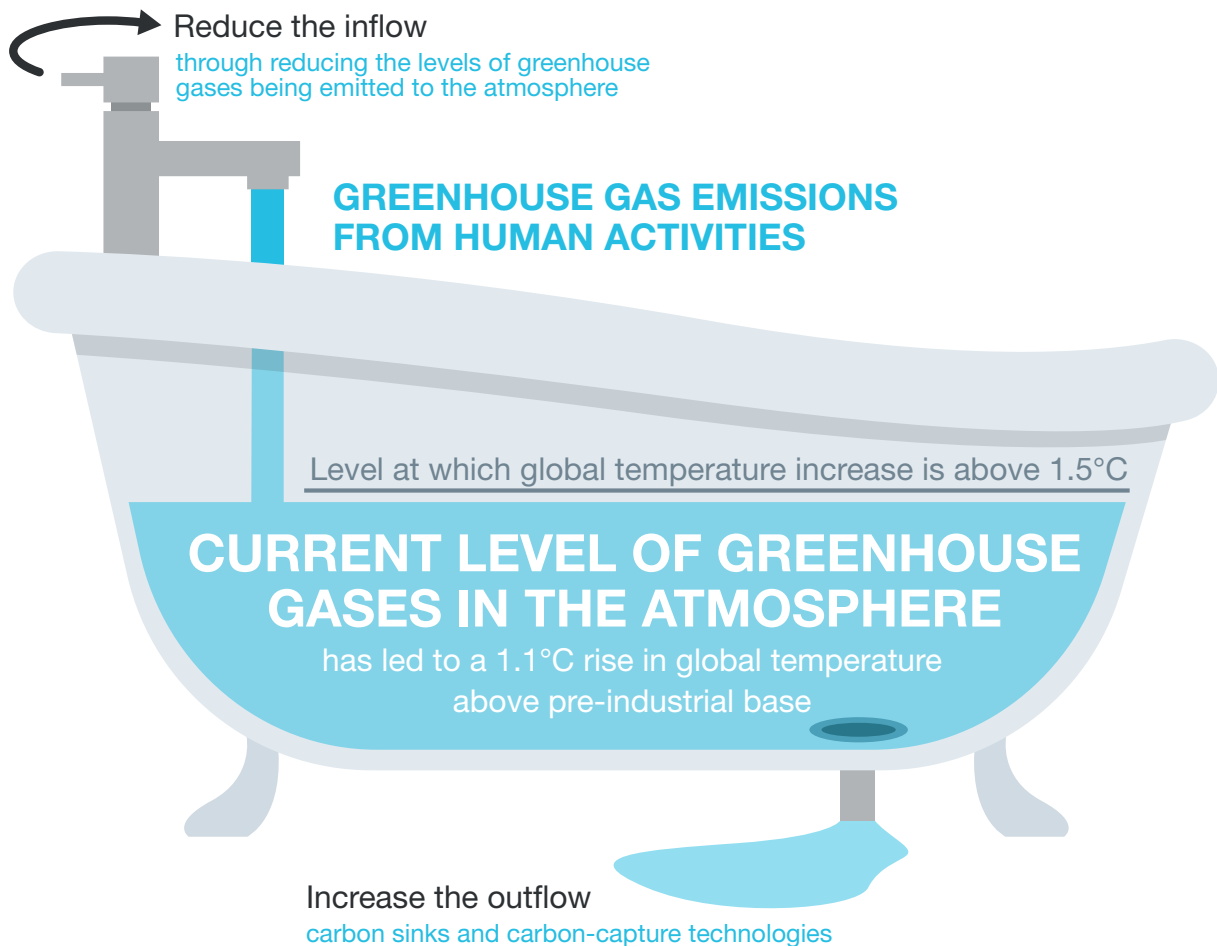 Reduce the inflow
through reducing the levels of greenhouse
gases being emitted to the atmosphere
GREENHOUSE GAS EMISSIONS
FROM HUMAN ACTIVITIES
Level at which global temperature increase is above 1.5°C
CURRENT LEVEL OF GREENHOUSE
GASES IN THE ATMOSPHERE
has led to a 1.1°C rise in global temperature
above pre-industrial base
Increase the outflow
carbon sinks and carbon-capture technologies